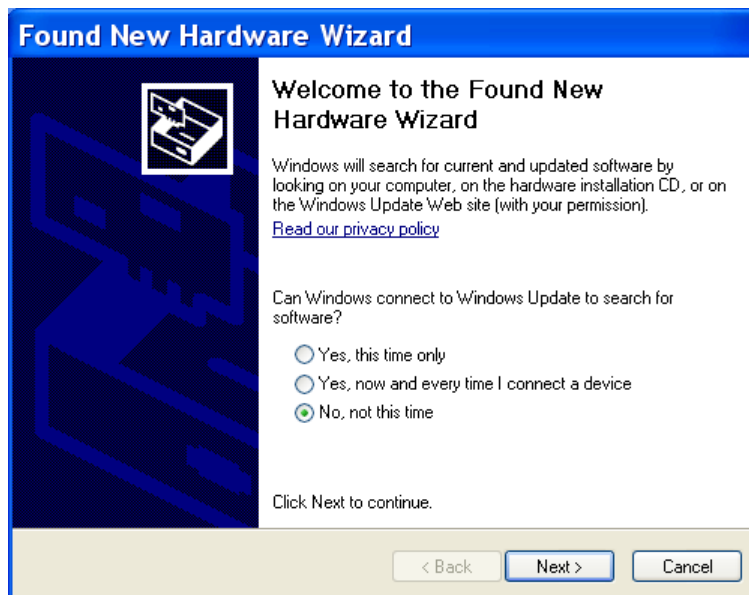 Found New Hardware Wizard
Welcome to the Found New
Hardware Wizard
Windows will search for current and updated software by
looking on your computer, on the hardware installation CD, or on
the Windows Update Web site (with your permission).
Read our privacy policy
Can Windows connect to Windows Update to search for
software?
Yes, this time only
Yes, now and every time I connect a device
No, not this time
Click Next to continue.
< Back Next > Cancel